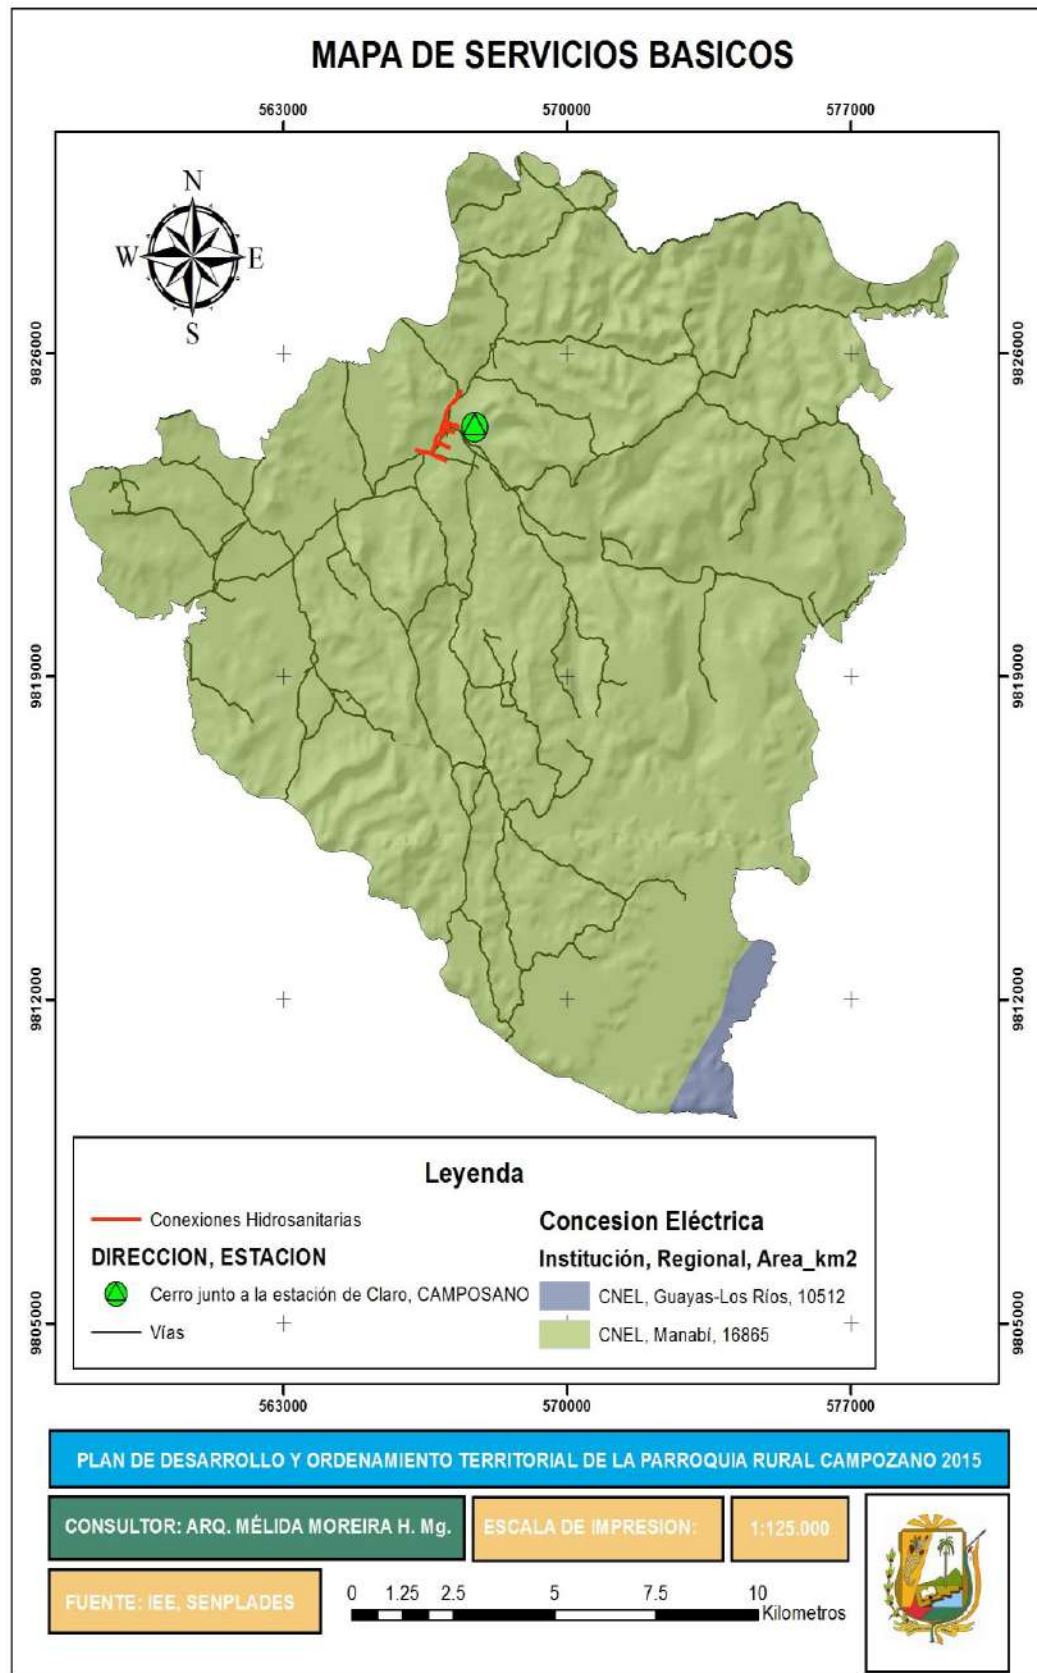 MAPA DE SERVICIOS BASICOS
563000 570000 577000
N
W E
S
9826000 9826000
9819000 9819000
9812000 9812000
9805000 9805000
Leyenda
Conexiones Hidrosanitarias
DIRECCION, ESTACION
Cerro junto a la estación de Claro, CAMPOSANO
Vías
Concesion Eléctrica
Institución, Regional, Area_km2
CNEL, Guayas-Los Ríos, 10512
CNEL, Manabí, 16865
563000 570000 577000
PLAN DE DESARROLLO Y ORDENAMIENTO TERRITORIAL DE LA PARROQUIA RURAL CAMPOZANO 2015
CONSULTOR: ARQ. MÉLIDA MOREIRA H. Mg.
ESCALA DE IMPRESION:
1:125.000
FUENTE: IEE, SENPLADES
0 1.25 2.5 5 7.5 10
Kilometros